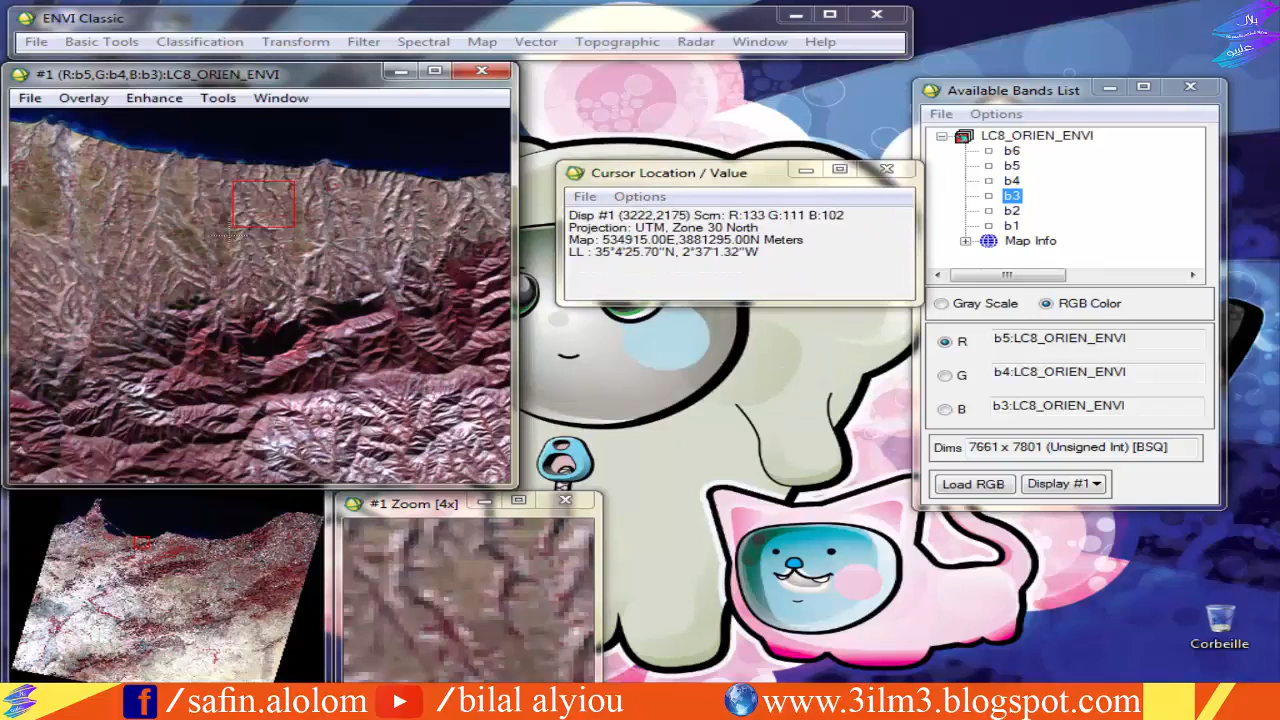 ENVI Classic
File Basic Tools Classification Transform Filter Spectral Map Vector Topographic Radar Window Help
#1 (R:b5,G:b4,B:b3):LC8_ORIEN_ENVI
File Overlay Enhance Tools Window
Cursor Location / Value
File Options
Disp #1 (3222,2175) Scrn: R:133 G:111 B:102
Projection: UTM, Zone 30 North
Map: 534915.00E,3881295.00N Meters
LL : 35°4'25.70"N, 2°37'1.32"W
Available Bands List
File Options
LC8_ORIEN_ENVI
b6
b5
b4
b3
b2
b1
Map Info
Gray Scale RGB Color
R b5:LC8_ORIEN_ENVI
G b4:LC8_ORIEN_ENVI
B b3:LC8_ORIEN_ENVI
Dims 7661 x 7801 (Unsigned Int) [BSQ]
Load RGB Display #1
#1 Zoom [4x]
Corbeille
بلال
عليو
f /safin.alolom /bilal alyiou www.3ilm3.blogspot.com